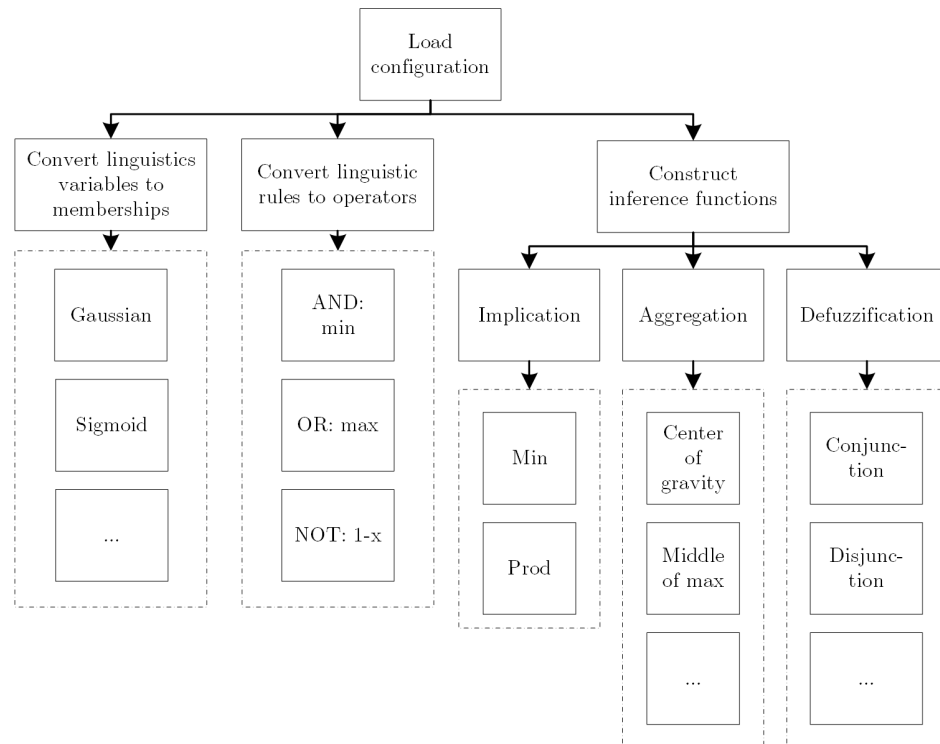 Load
configuration
Convert linguistics
variables to
memberships
Convert linguistic
rules to operators
Construct
inference functions
Gaussian
Sigmoid
...
AND:
min
OR: max
NOT: 1-x
Implication
Aggregation
Defuzzification
Min
Prod
Center
of
gravity
Middle
of max
...
Conjunc-
tion
Disjunc-
tion
...